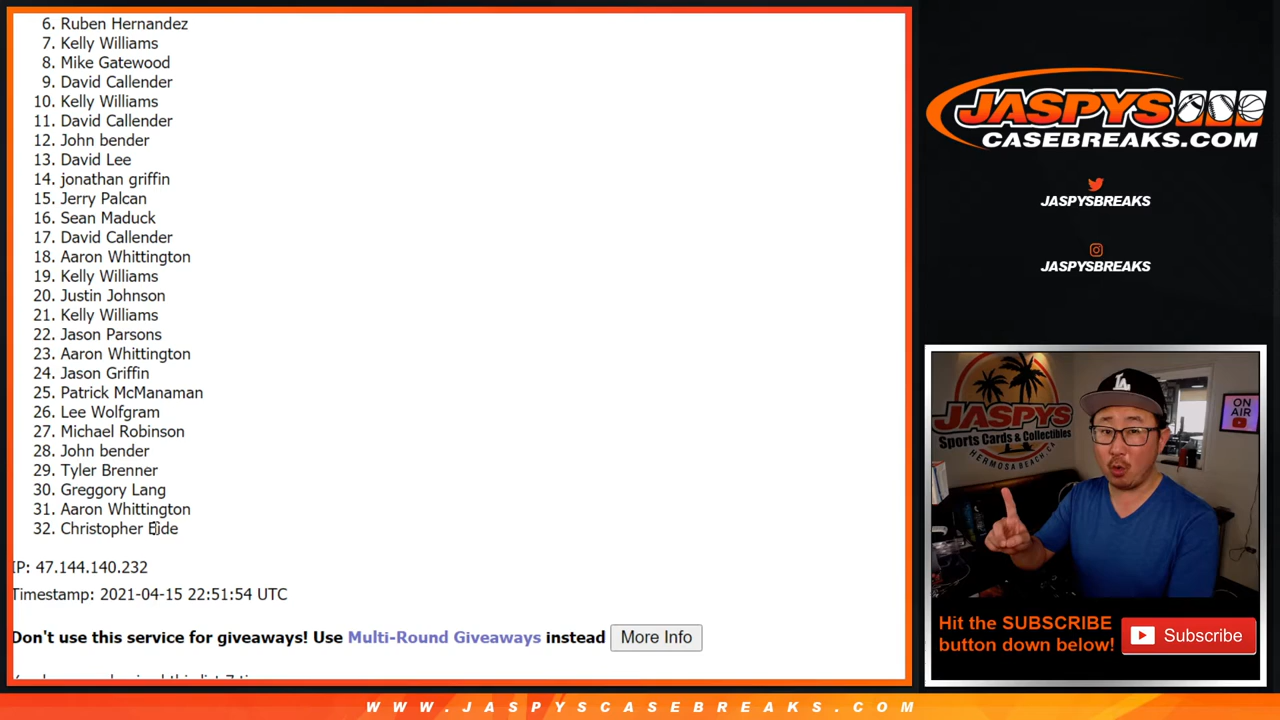 6. Ruben Hernandez
7. Kelly Williams
8. Mike Gatewood
9. David Callender
10. Kelly Williams
11. David Callender
12. John bender
13. David Lee
14. jonathan griffin
15. Jerry Palcan
16. Sean Maduck
17. David Callender
18. Aaron Whittington
19. Kelly Williams
20. Justin Johnson
21. Kelly Williams
22. Jason Parsons
23. Aaron Whittington
24. Jason Griffin
25. Patrick McManaman
26. Lee Wolfgram
27. Michael Robinson
28. John bender
29. Tyler Brenner
30. Greggory Lang
31. Aaron Whittington
32. Christopher
IP: 47.144.140.232
Timestamp: 2021-04-15 22:51:54 UTC
Don't use this service for giveaways! Use Multi-Round Giveaways instead More Info
JASPYS
CASEBREAKS.COM
JASPYSBREAKS
JASPYSBREAKS
LA
ON
AIR
JASPYS
Sports Cards & Collectibles
HERMOSA BEACH, CA
Hit the SUBSCRIBE
button down below!
Subscribe
WWW.JASPYSCASEBREAKS.COM